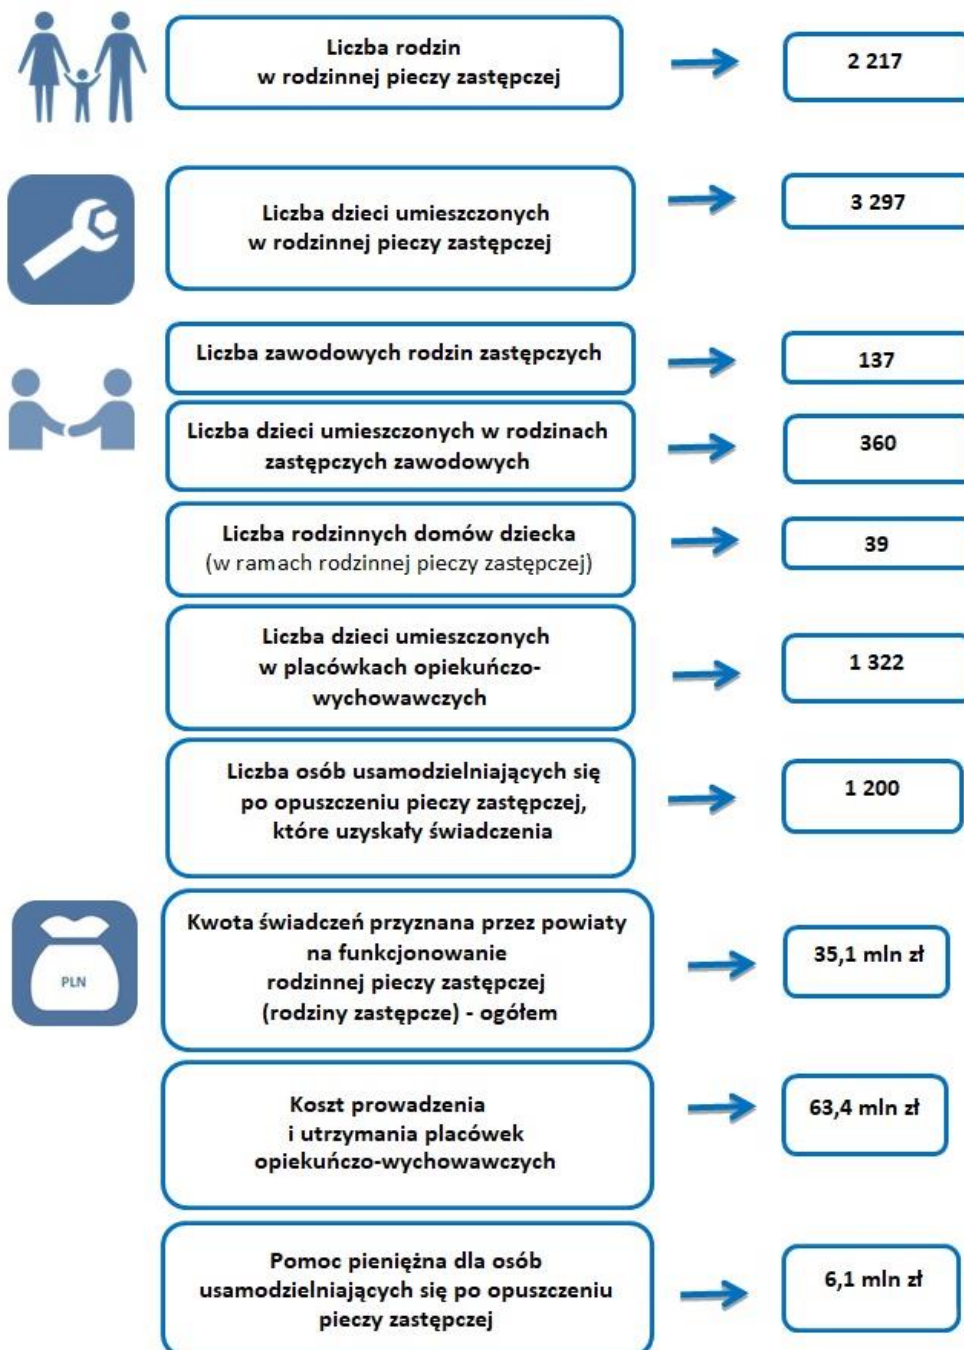 Liczba rodzin
w rodzinnej pieczy zastępczej
2 217
Liczba dzieci umieszczonych
w rodzinnej pieczy zastępczej
3 297
Liczba zawodowych rodzin zastępczych
137
Liczba dzieci umieszczonych w rodzinach
zastępczych zawodowych
360
Liczba rodzinnych domów dziecka
(w ramach rodzinnej pieczy zastępczej)
39
Liczba dzieci umieszczonych
w placówkach opiekuńczo-
wychowawczych
1 322
Liczba osób usamodzielniających się
po opuszczeniu pieczy zastępczej,
które uzyskały świadczenia
1 200
PLN
Kwota świadczeń przyznana przez powiaty
na funkcjonowanie
rodzinnej pieczy zastępczej
(rodziny zastępcze) - ogółem
35,1 mln zł
Koszt prowadzenia
i utrzymania placówek
opiekuńczo-wychowawczych
63,4 mln zł
Pomoc pieniężna dla osób
usamodzielniających się po opuszczeniu
pieczy zastępczej
6,1 mln zł